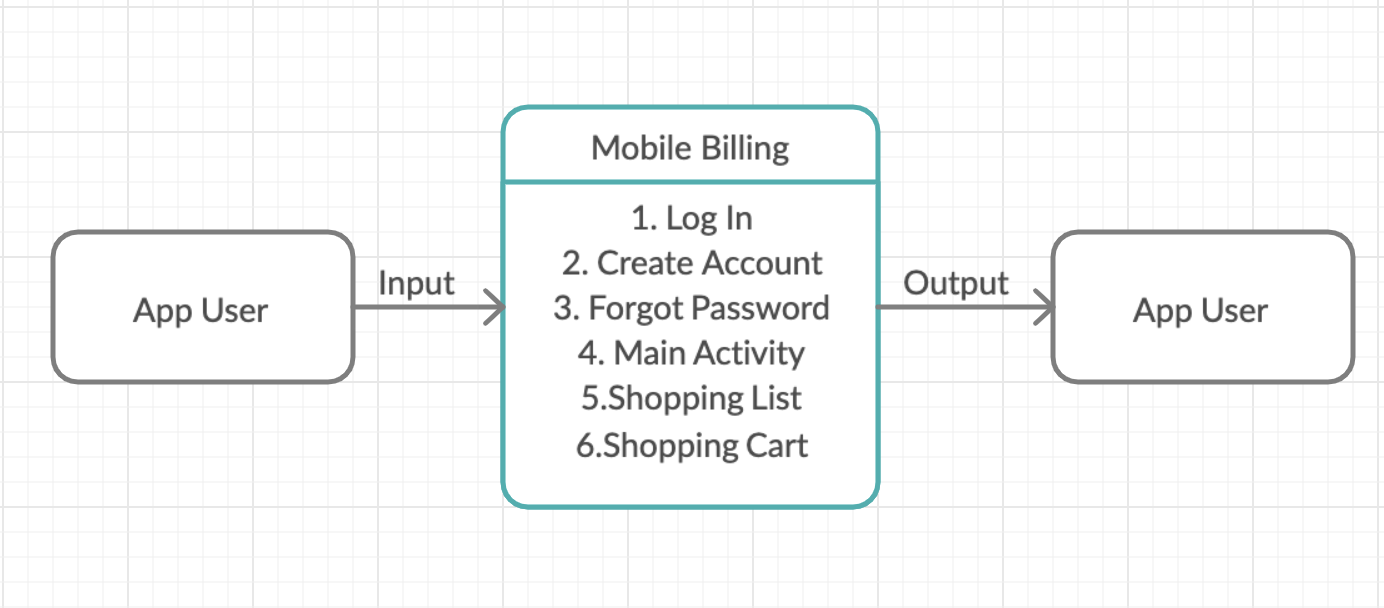 Mobile Billing
1. Log In
2. Create Account
3. Forgot Password
4. Main Activity
5.Shopping List
6.Shopping Cart
App User
Input
Output
App User